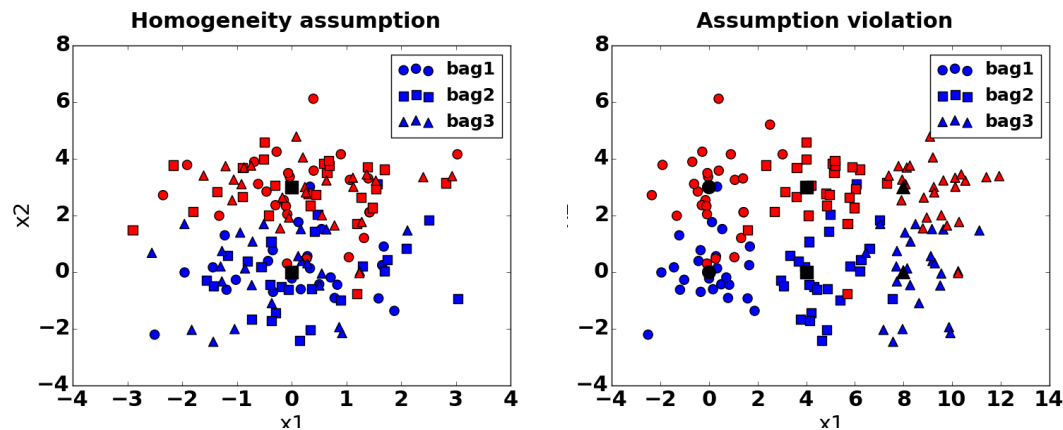 Homogeneity assumption
x2
8
6
4
2
0
−2
−4
−4 −3 −2 −1 0 1 2 3 4
x1
bag1
bag2
bag3
Assumption violation
8
6
4
2
0
−2
−4
−4 −2 0 2 4 6 8 10 12 14
x1
bag1
bag2
bag3